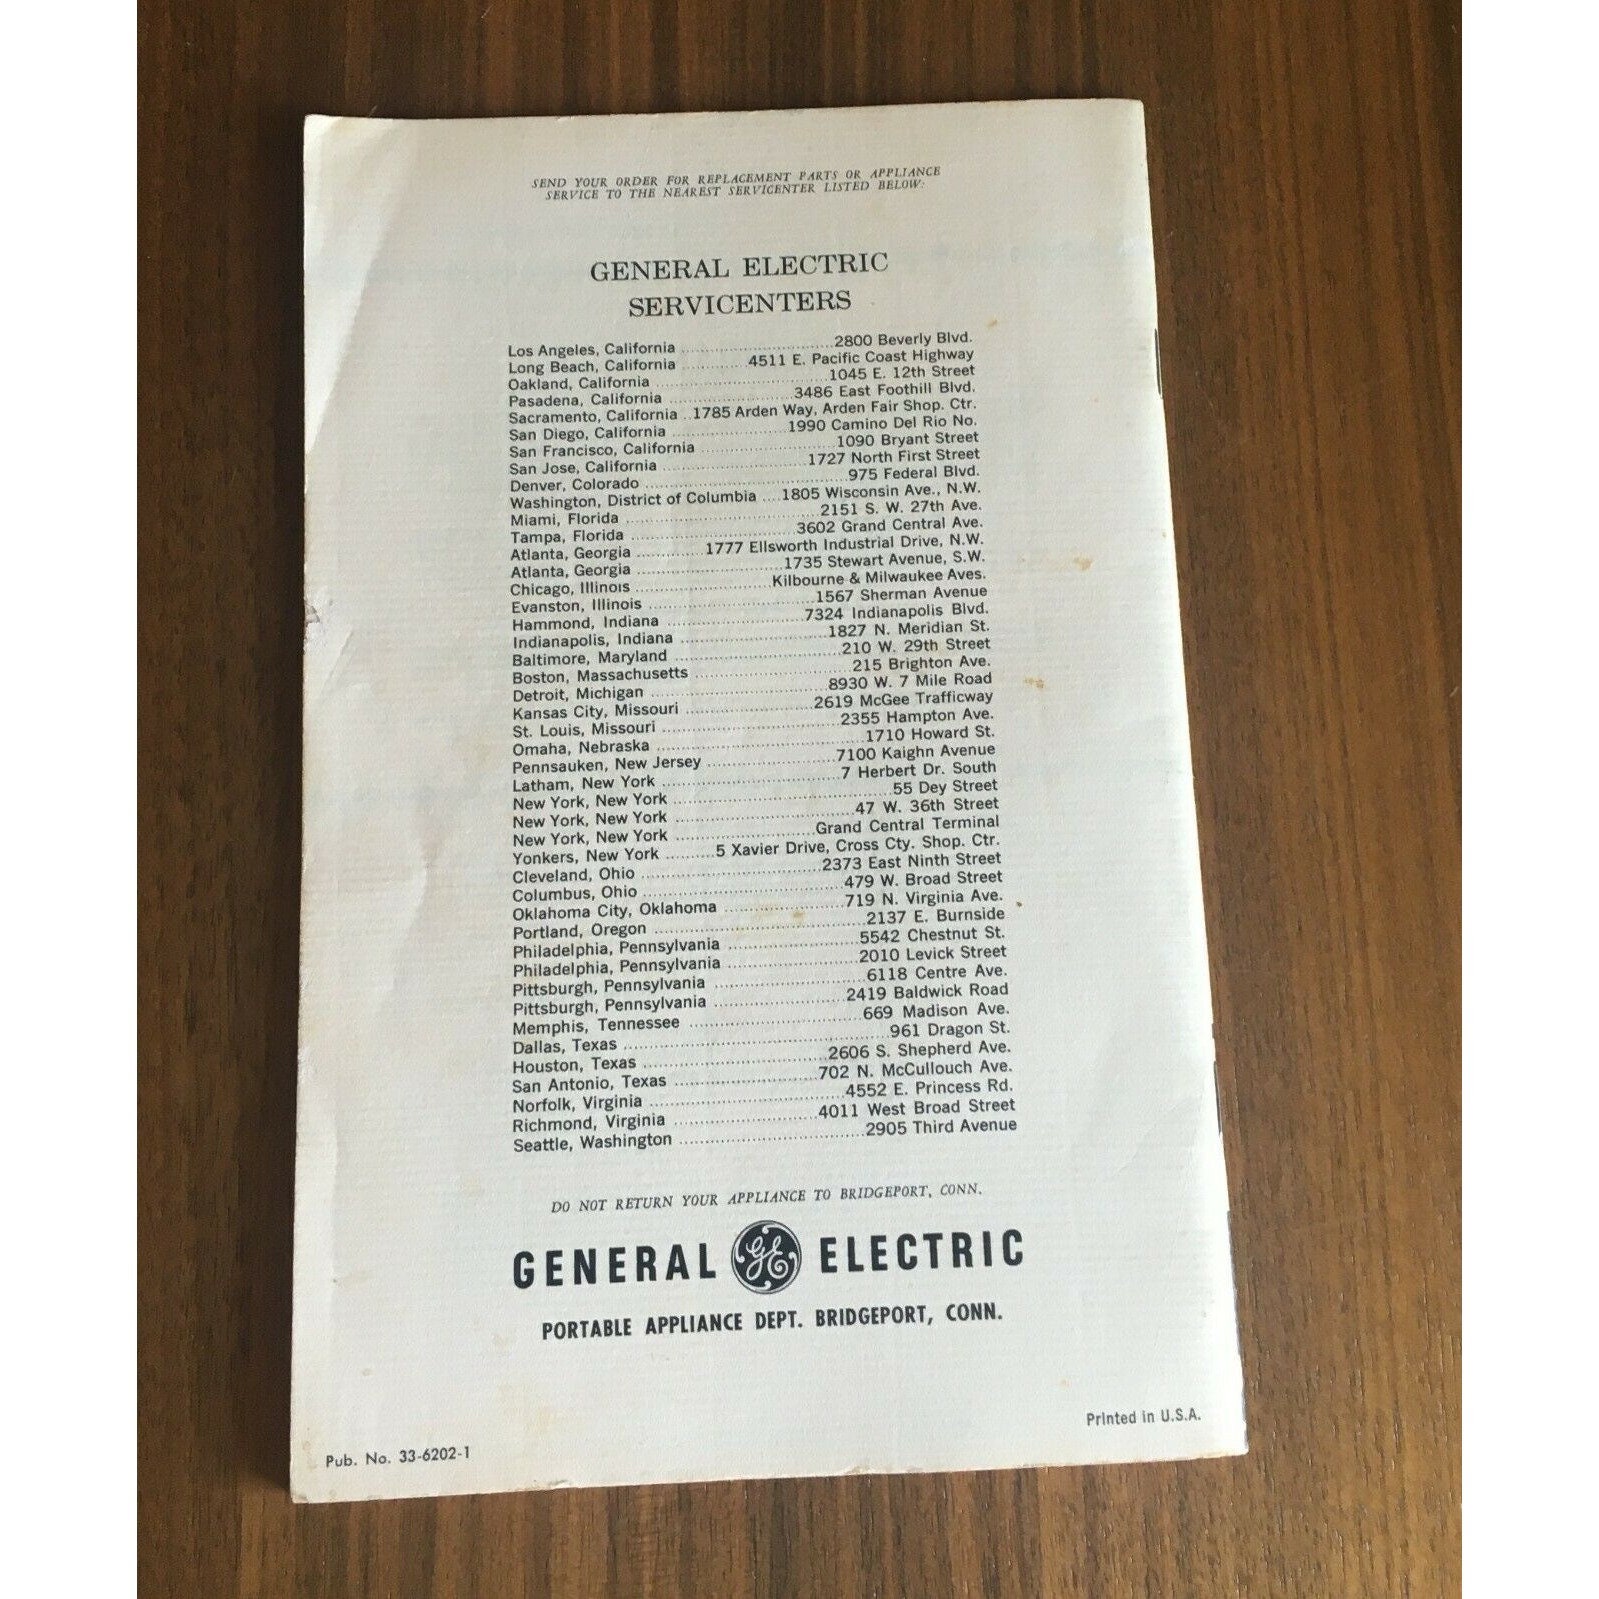 SEND YOUR ORDER FOR REPLACEMENT PARTS OR APPLIANCE
SERVICE TO THE NEAREST SERVICENTER LISTED BELOW:
GENERAL ELECTRIC
SERVICENTERS
Los Angeles, California ........ 2800 Beverly Blvd.
Long Beach, California ........ 4511 E. Pacific Coast Highway
Oakland, California ........ 1045 E. 12th Street
Pasadena, California ........ 3486 East Foothill Blvd.
Sacramento, California .. 1785 Arden Way, Arden Fair Shop. Ctr.
San Diego, California ........ 1990 Camino Del Rio No.
San Francisco, California ........ 1090 Bryant Street
San Jose, California ........ 1727 North First Street
Denver, Colorado ........ 975 Federal Blvd.
Washington, District of Columbia .... 1805 Wisconsin Ave., N.W.
Miami, Florida ........ 2151 S. W. 27th Ave.
Tampa, Florida ........ 3602 Grand Central Ave.
Atlanta, Georgia ........ 1777 Ellsworth Industrial Drive, N.W.
Atlanta, Georgia ........ 1735 Stewart Avenue, S.W.
Chicago, Illinois ........ Kilbourne & Milwaukee Aves.
Evanston, Illinois ........ 1567 Sherman Avenue
Hammond, Indiana ........ 7324 Indianapolis Blvd.
Indianapolis, Indiana ........ 1827 N. Meridian St.
Baltimore, Maryland ........ 210 W. 29th Street
Boston, Massachusetts ........ 215 Brighton Ave.
Detroit, Michigan ........ 8930 W. 7 Mile Road
Kansas City, Missouri ........ 2619 McGee Trafficway
St. Louis, Missouri ........ 2355 Hampton Ave.
Omaha, Nebraska ........ 1710 Howard St.
Pennsauken, New Jersey ........ 7100 Kaighn Avenue
Latham, New York ........ 7 Herbert Dr. South
New York, New York ........ 55 Dey Street
New York, New York ........ 47 W. 36th Street
New York, New York ........ Grand Central Terminal
Yonkers, New York ........ 5 Xavier Drive, Cross Cty. Shop. Ctr.
Cleveland, Ohio ........ 2373 East Ninth Street
Columbus, Ohio ........ 479 W. Broad Street
Oklahoma City, Oklahoma ........ 719 N. Virginia Ave.
Portland, Oregon ........ 2137 E. Burnside
Philadelphia, Pennsylvania ........ 5542 Chestnut St.
Philadelphia, Pennsylvania ........ 2010 Levick Street
Pittsburgh, Pennsylvania ........ 6118 Centre Ave.
Pittsburgh, Pennsylvania ........ 2419 Baldwick Road
Memphis, Tennessee ........ 669 Madison Ave.
Dallas, Texas ........ 961 Dragon St.
Houston, Texas ........ 2606 S. Shepherd Ave.
San Antonio, Texas ........ 702 N. McCullouch Ave.
Norfolk, Virginia ........ 4552 E. Princess Rd.
Richmond, Virginia ........ 4011 West Broad Street
Seattle, Washington ........ 2905 Third Avenue
DO NOT RETURN YOUR APPLIANCE TO BRIDGEPORT, CONN.
GENERAL GE ELECTRIC
PORTABLE APPLIANCE DEPT. BRIDGEPORT, CONN.
Printed in U.S.A.
Pub. No. 33-6202-1